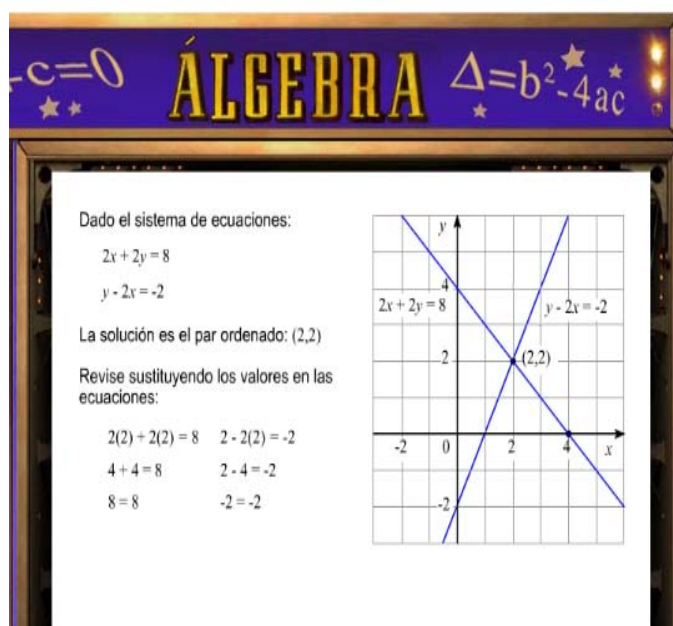 -c=0 ÁLGEBRA Δ=b²-4ac
Dado el sistema de ecuaciones:
2x + 2y = 8
y - 2x = -2
La solución es el par ordenado: (2,2)
Revise sustituyendo los valores en las
ecuaciones:
2(2) + 2(2) = 8 2 - 2(2) = -2
4 + 4 = 8 2 - 4 = -2
8 = 8 -2 = -2
y
4
2x + 2y = 8 y - 2x = -2
2 (2,2)
-2 0 2 4 x
-2